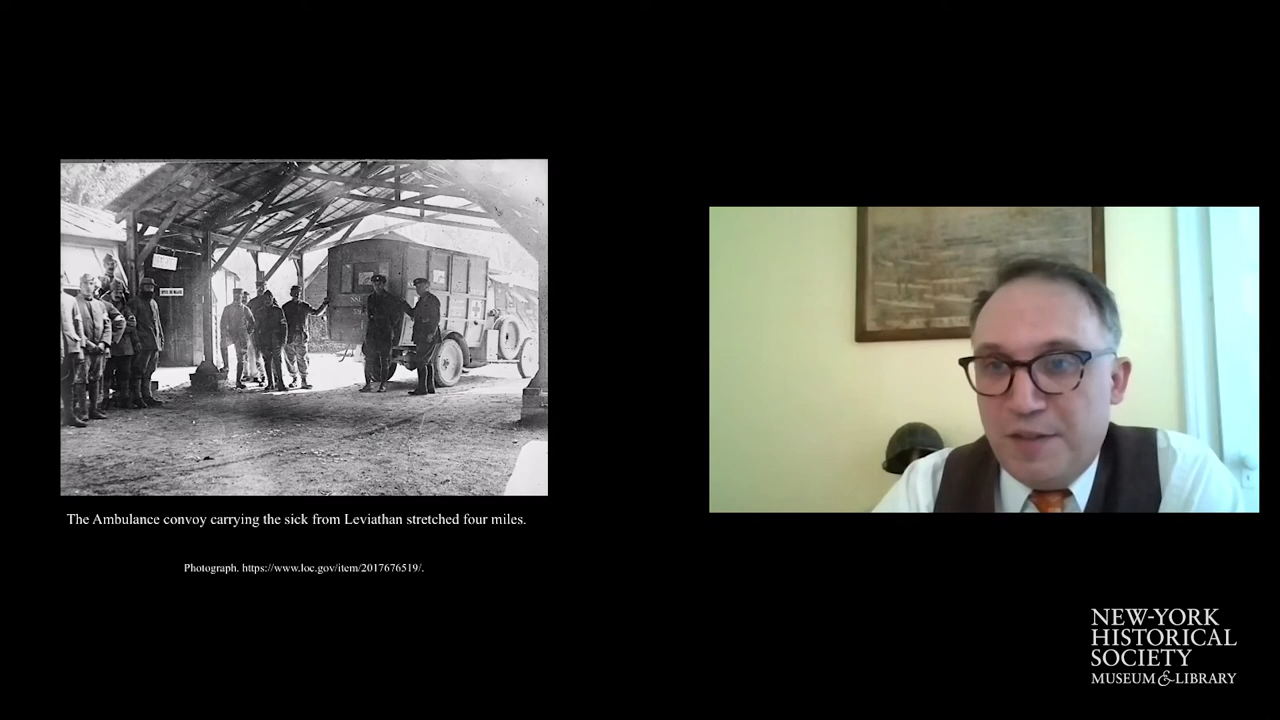 The Ambulance convoy carrying the sick from Leviathan stretched four miles.
Photograph. https://www.loc.gov/item/2017676519/.
NEW-YORK
HISTORICAL
SOCIETY
MUSEUM & LIBRARY